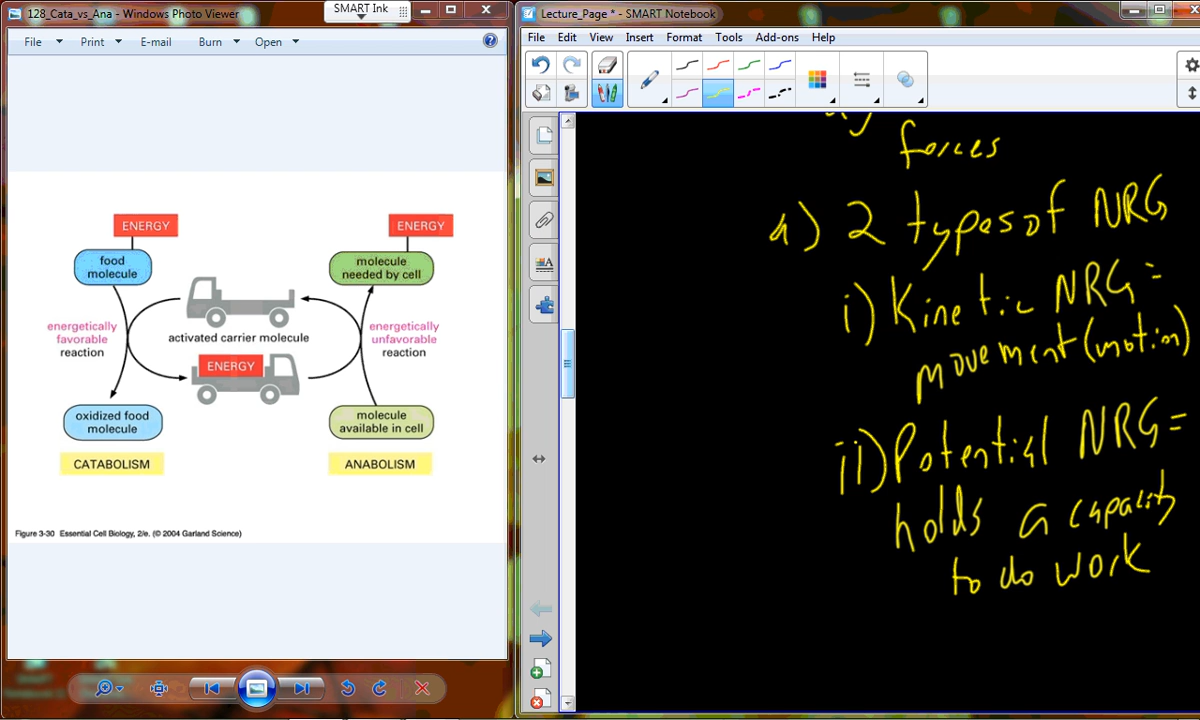 128_Cata_vs_Ana - Windows Photo Viewer
SMART Ink
File Print E-mail Burn Open
ENERGY
food
molecule
ENERGY
molecule
needed by cell
energetically
favorable
reaction
activated carrier molecule
ENERGY
energetically
unfavorable
reaction
oxidized food
molecule
molecule
available in cell
CATABOLISM
ANABOLISM
Figure 3-30 Essential Cell Biology, 2/e. (© 2004 Garland Science)
Lecture_Page * - SMART Notebook
File Edit View Insert Format Tools Add-ons Help
forces
a) 2 types of NRG
i) Kinetic NRG =
movement (motion)
ii) Potential NRG =
holds a capacity
to do work